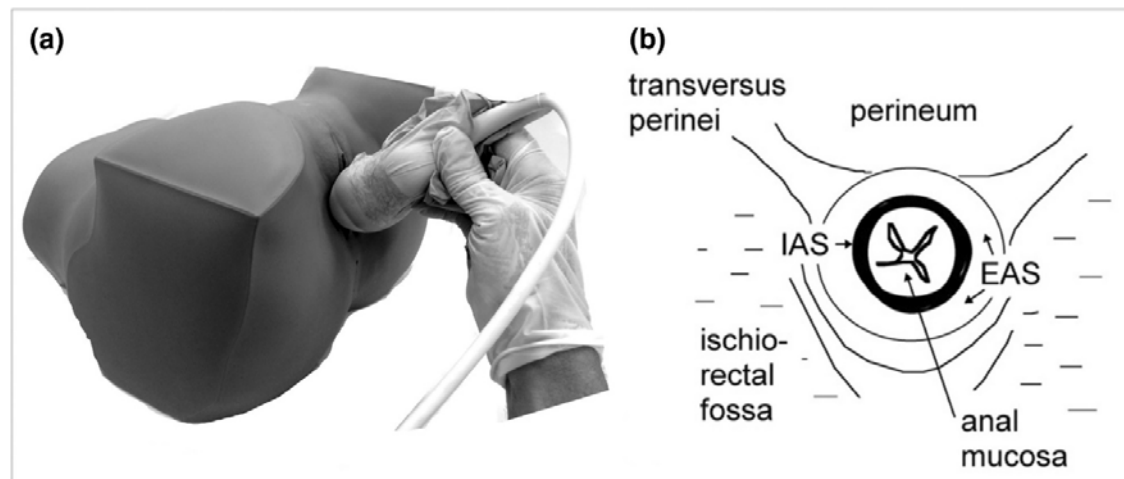 (a)
(b)
transversus
perinei
perineum
IAS
EAS
ischio-
rectal
fossa
anal
mucosa